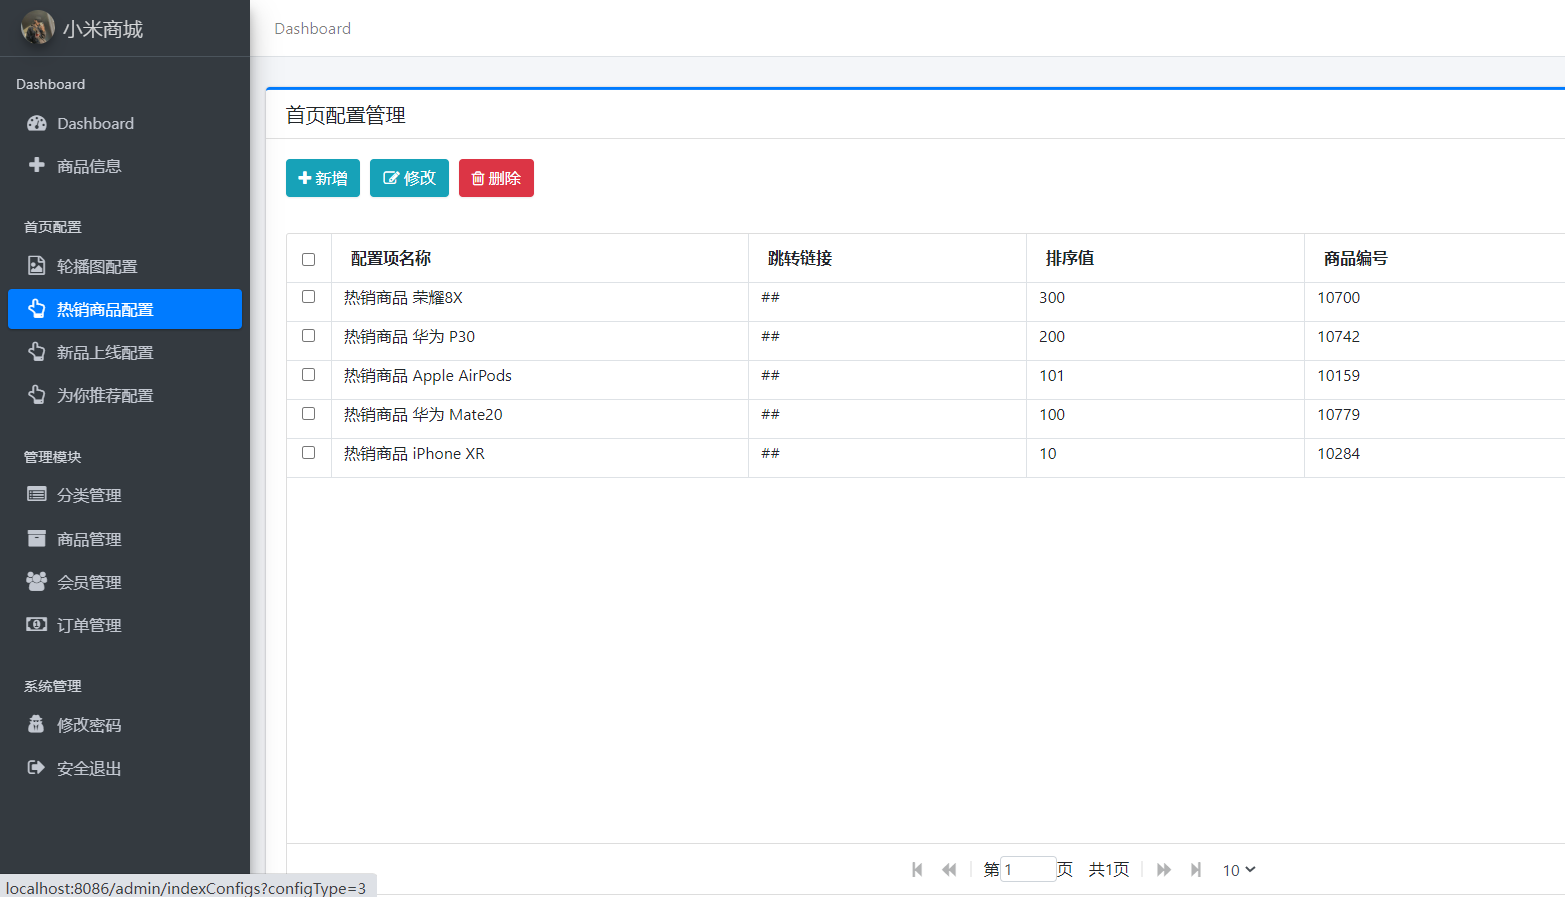 小米商城
Dashboard
Dashboard
Dashboard
商品信息
首页配置
轮播图配置
热销商品配置
新品上线配置
为你推荐配置
管理模块
分类管理
商品管理
会员管理
订单管理
系统管理
修改密码
安全退出
首页配置管理
新增 修改 删除
配置项名称 跳转链接 排序值 商品编号
热销商品 荣耀8X ## 300 10700
热销商品 华为 P30 ## 200 10742
热销商品 Apple AirPods ## 101 10159
热销商品 华为 Mate20 ## 100 10779
热销商品 iPhone XR ## 10 10284
第 1 页 共1页 10
localhost:8086/admin/indexConfigs?configType=3